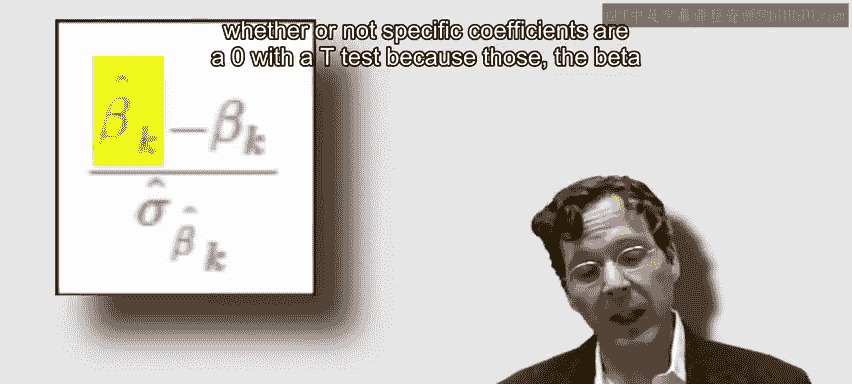 whether or not specific coefficients are
a 0 with a T test because those, the beta
β̂ₖ − βₖ
σ̂ β̂ₖ